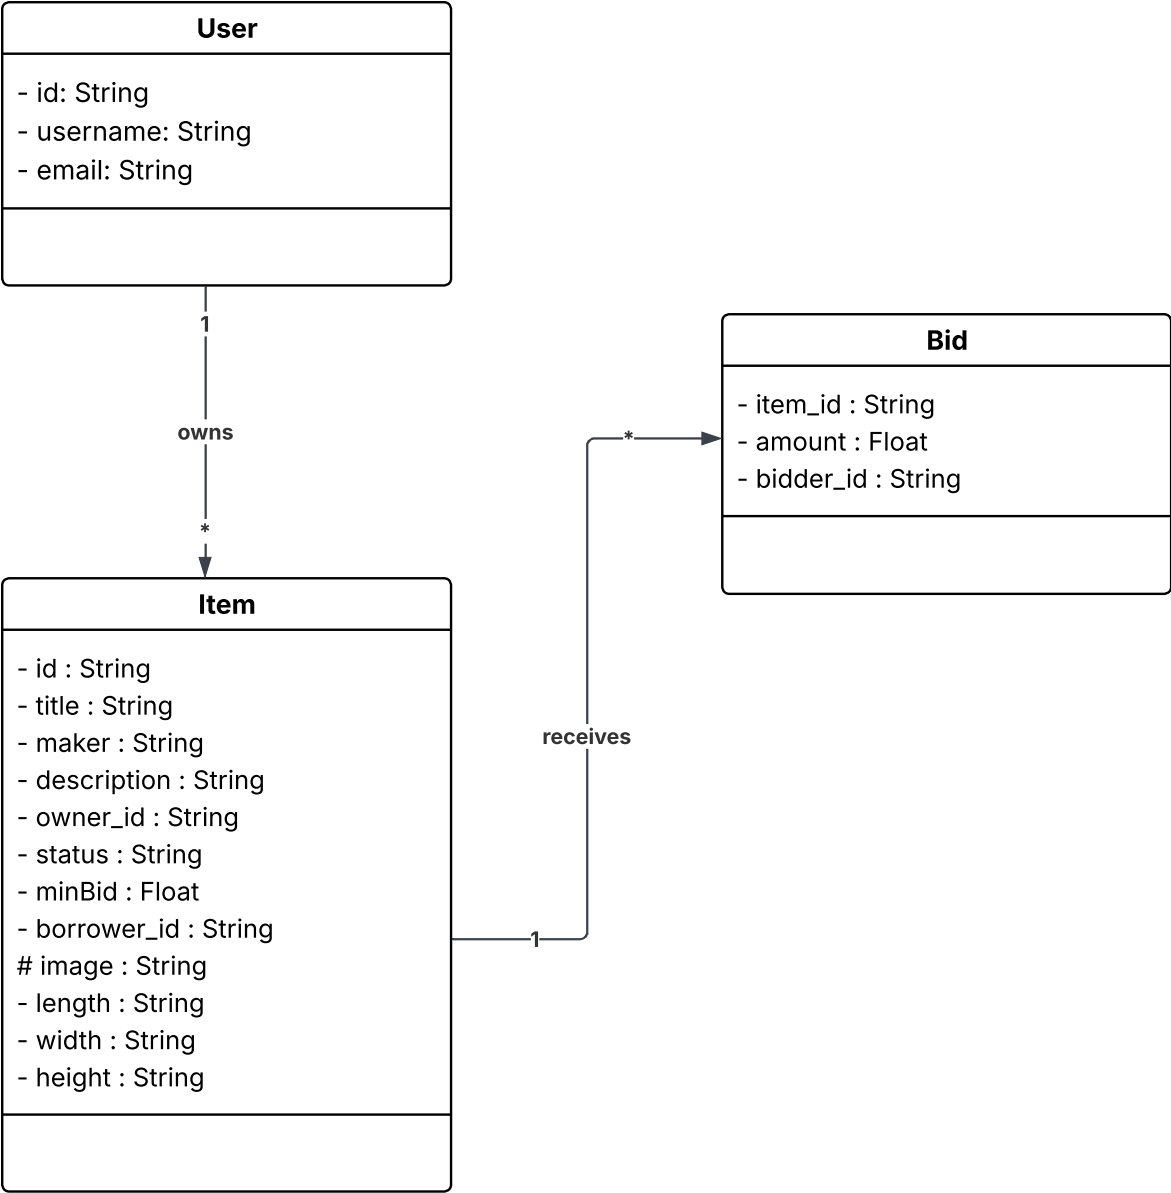 User
- id: String
- username: String
- email: String
1
owns
*
Item
- id : String
- title : String
- maker : String
- description : String
- owner_id : String
- status : String
- minBid : Float
- borrower_id : String
# image : String
- length : String
- width : String
- height : String
1
receives
*
Bid
- item_id : String
- amount : Float
- bidder_id : String